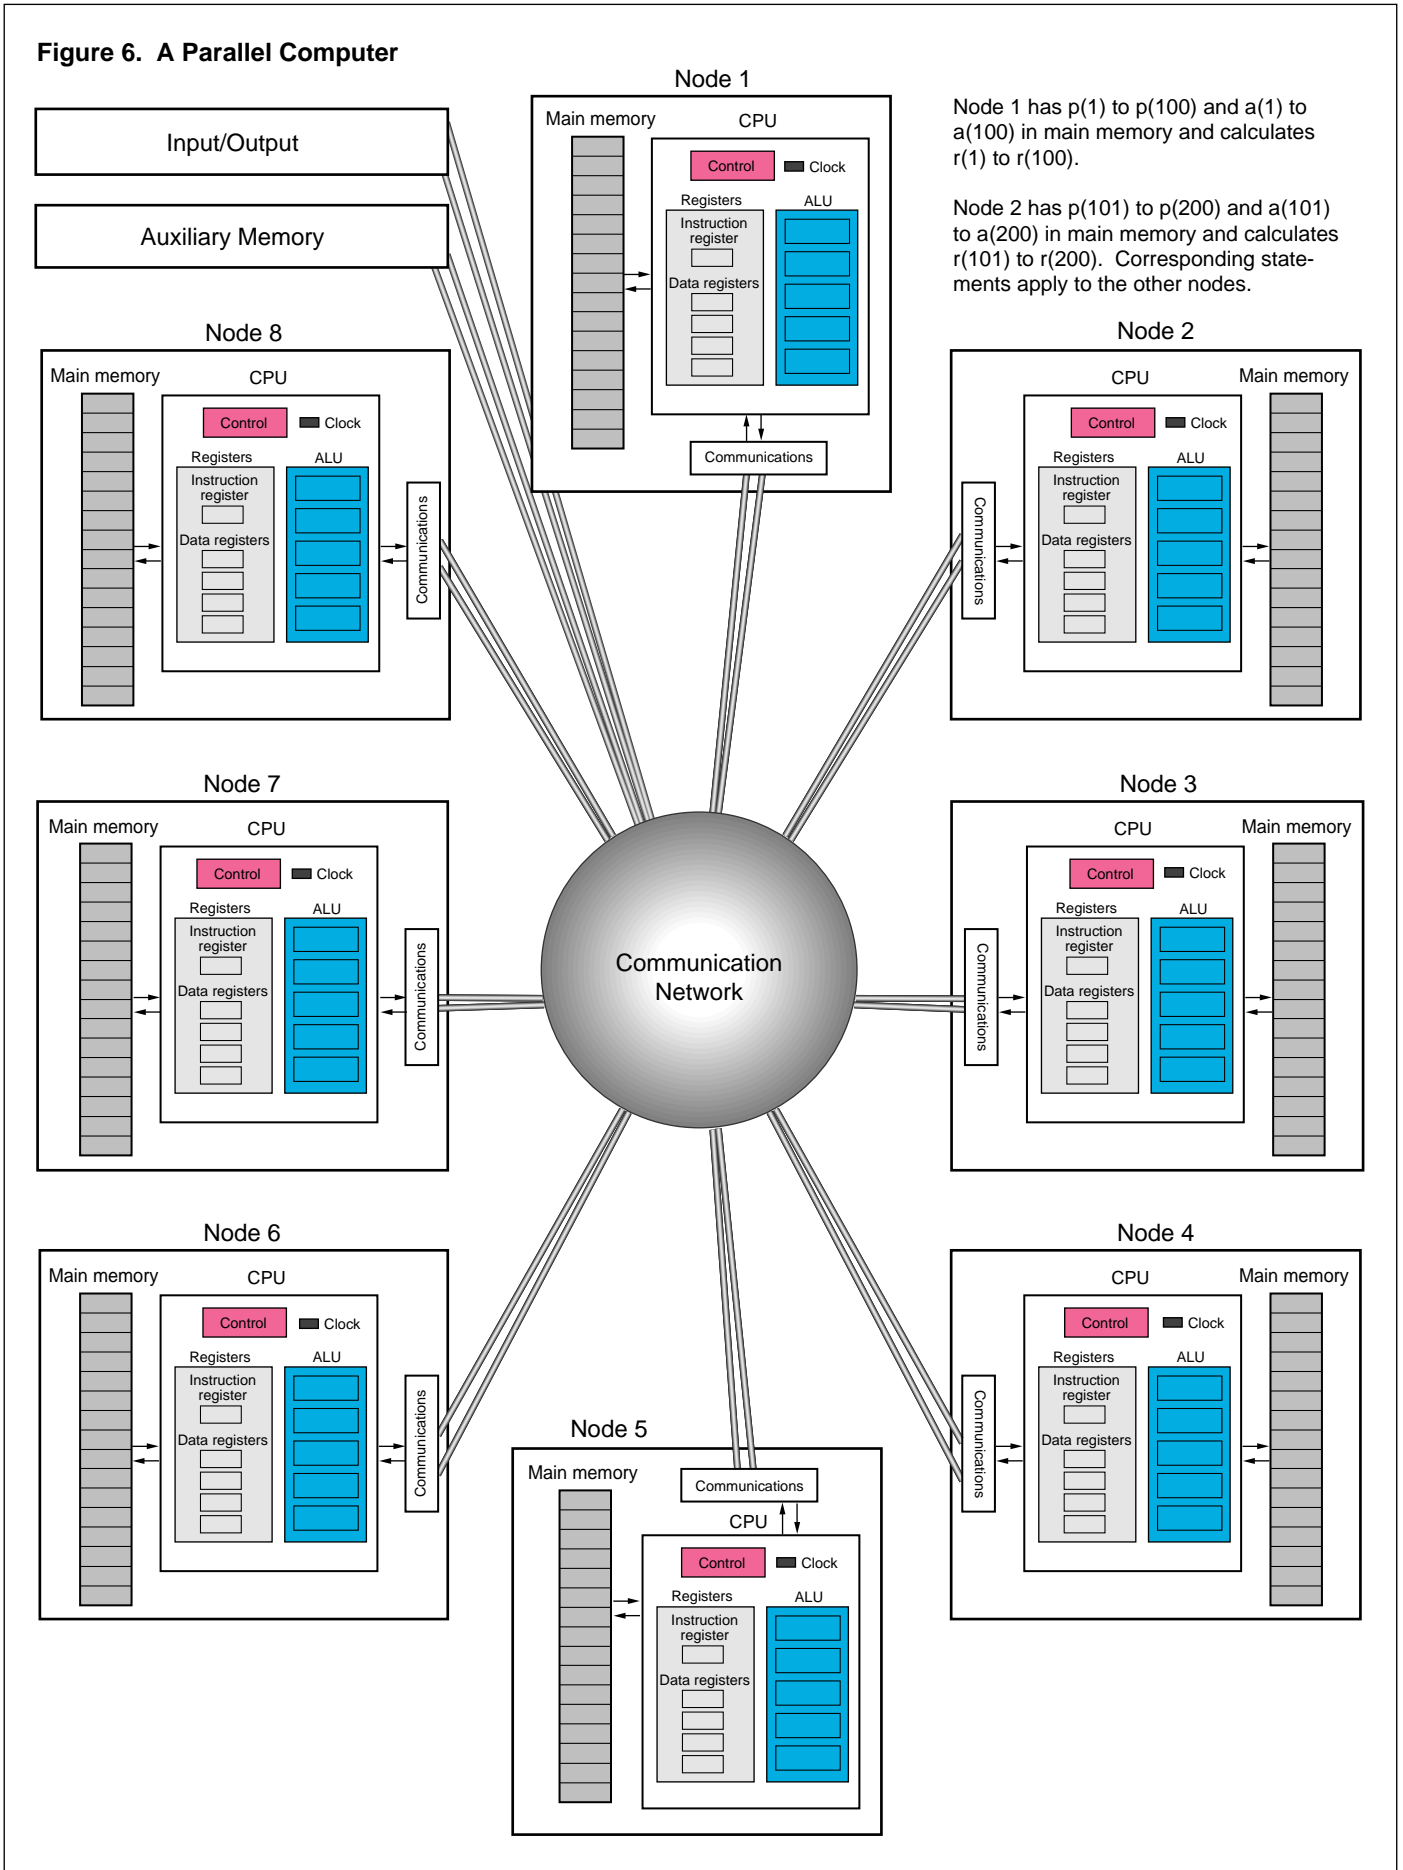 Figure 6. A Parallel Computer
Input/Output
Auxiliary Memory
Node 1
Main memory
CPU
Control
Clock
Registers
ALU
Instruction
register
Data registers
Communications
Node 1 has p(1) to p(100) and a(1) to
a(100) in main memory and calculates
r(1) to r(100).
Node 2 has p(101) to p(200) and a(101)
to a(200) in main memory and calculates
r(101) to r(200). Corresponding state-
ments apply to the other nodes.
Node 8
Main memory
CPU
Control
Clock
Registers
ALU
Instruction
register
Data registers
Communications
Node 2
CPU
Main memory
Control
Clock
Registers
ALU
Instruction
register
Data registers
Communications
Node 7
Main memory
CPU
Control
Clock
Registers
ALU
Instruction
register
Data registers
Communications
Communication
Network
Node 3
CPU
Main memory
Control
Clock
Registers
ALU
Instruction
register
Data registers
Communications
Node 6
Main memory
CPU
Control
Clock
Registers
ALU
Instruction
register
Data registers
Communications
Node 4
CPU
Main memory
Control
Clock
Registers
ALU
Instruction
register
Data registers
Communications
Node 5
Main memory
Communications
CPU
Control
Clock
Registers
ALU
Instruction
register
Data registers